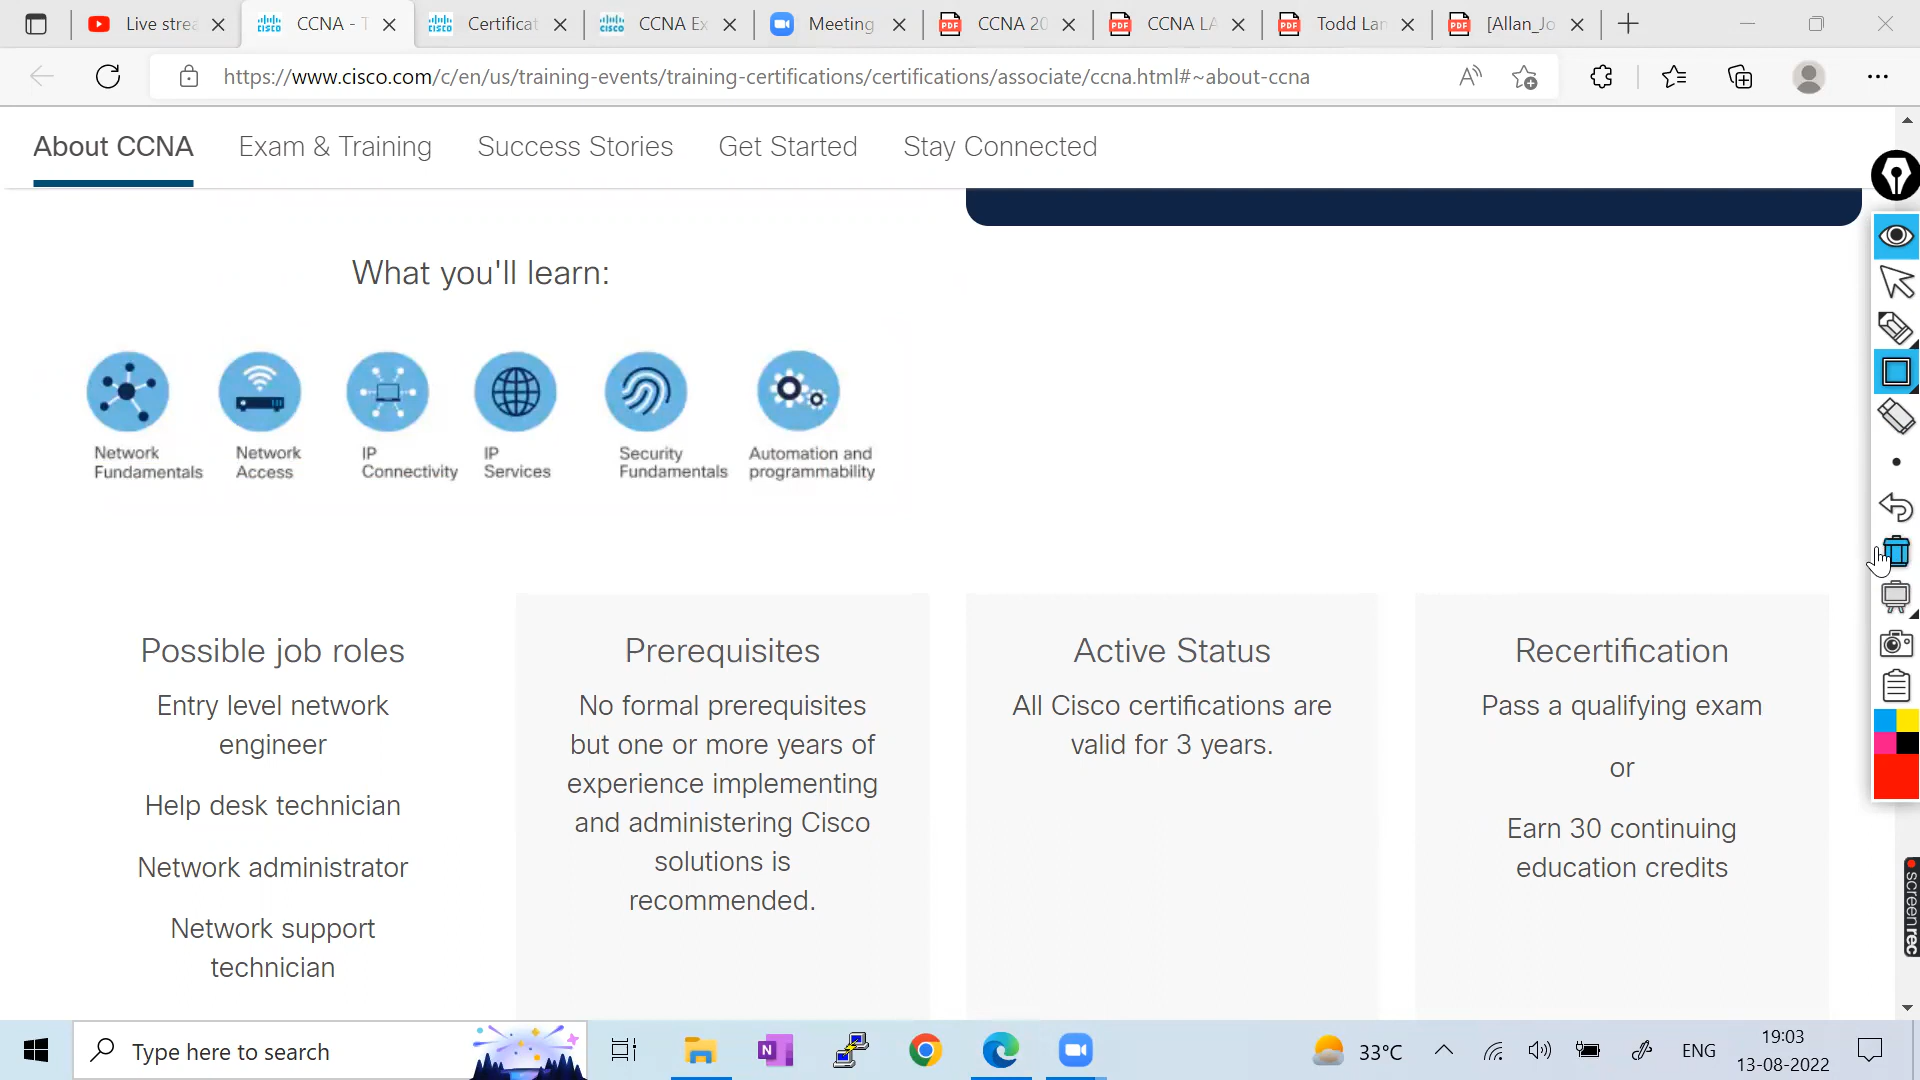 Live strea
CCNA - T
Certificat
CCNA Ex
Meeting
CCNA 20
CCNA LA
Todd Lan
[Allan_Jo
https://www.cisco.com/c/en/us/training-events/training-certifications/certifications/associate/ccna.html#~about-ccna
About CCNA
Exam & Training
Success Stories
Get Started
Stay Connected
What you'll learn:
Network
Fundamentals
Network
Access
IP
Connectivity
IP
Services
Security
Fundamentals
Automation and
programmability
Possible job roles
Entry level network
engineer
Help desk technician
Network administrator
Network support
technician
Prerequisites
No formal prerequisites
but one or more years of
experience implementing
and administering Cisco
solutions is
recommended.
Active Status
All Cisco certifications are
valid for 3 years.
Recertification
Pass a qualifying exam
or
Earn 30 continuing
education credits
screenrec
Type here to search
33°C
ENG
19:03
13-08-2022